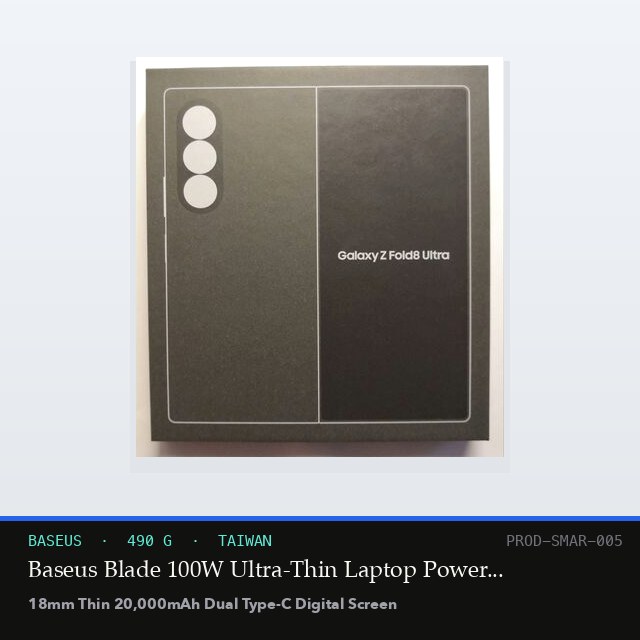 Galaxy Z Fold8 Ultra
BASEUS · 490 G · TAIWAN
PROD−SMAR−005
Baseus Blade 100W Ultra-Thin Laptop Power...
18mm Thin 20,000mAh Dual Type-C Digital Screen